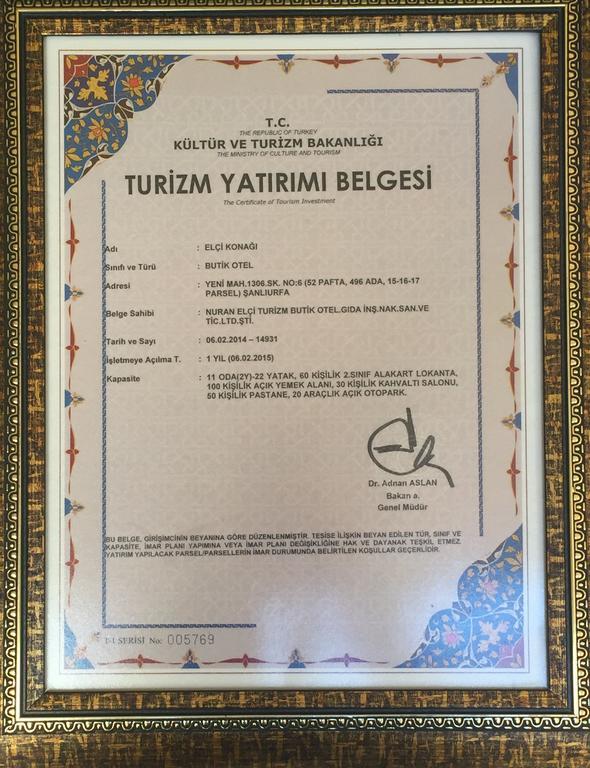 T.C.
THE REPUBLIC OF TURKEY
KÜLTÜR VE TURİZM BAKANLIĞI
THE MINISTRY OF CULTURE AND TOURISM
TURİZM YATIRIMI BELGESİ
The Certificate of Tourism Investment
Adı : ELÇİ KONAĞI
Sınıfı ve Türü : BUTİK OTEL
Adresi : YENİ MAH.1306.SK. NO:6 (52 PAFTA, 496 ADA, 15-16-17
PARSEL) ŞANLIURFA
Belge Sahibi : NURAN ELÇİ TURİZM BUTİK OTEL.GIDA İNŞ.NAK.SAN.VE
TİC.LTD.ŞTİ.
Tarih ve Sayı : 06.02.2014 – 14931
İşletmeye Açılma T. : 1 YIL (06.02.2015)
Kapasite : 11 ODA(2Y)-22 YATAK, 60 KİŞİLİK 2.SINIF ALAKART LOKANTA,
100 KİŞİLİK AÇIK YEMEK ALANI, 30 KİŞİLİK KAHVALTI SALONU,
50 KİŞİLİK PASTANE, 20 ARAÇLIK AÇIK OTOPARK.
Dr. Adnan ASLAN
Bakan a.
Genel Müdür
BU BELGE, GİRİŞİMCİNİN BEYANINA GÖRE DÜZENLENMİŞTİR. TESİSE İLİŞKİN BEYAN EDİLEN TÜR, SINIF VE
KAPASİTE, İMAR PLANI YAPIMINA VEYA İMAR PLANI DEĞİŞİKLİĞİNE HAK VE DAYANAK TEŞKİL ETMEZ.
YATIRIM YAPILACAK PARSEL/PARSELLERİN İMAR DURUMUNDA BELİRTİLEN KOŞULLAR GEÇERLİDİR.
T-1 SERİSİ No: 005769